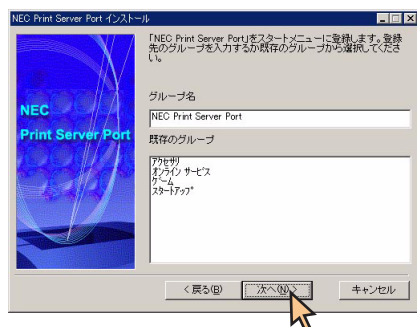 NEC Print Server Port インストール
「NEC Print Server Port」をスタートメニューに登録します。登録
先のグループを入力するか既存のグループから選択してくださ
い。
グループ名
NEC
NEC Print Server Port
Print Server Port
既存のグループ
アクセサリ
オンライン サービス
ゲーム
スタートアップ
< 戻る(B)
次へ(N) >
キャンセル